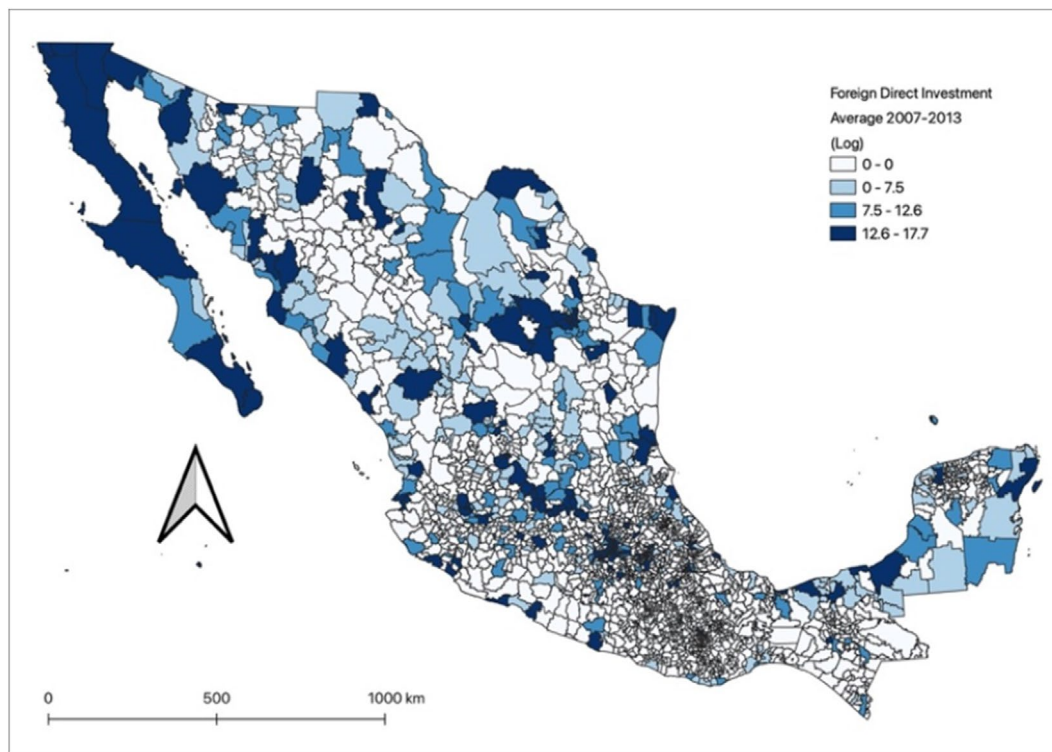 Foreign Direct Investment
Average 2007-2013
(Log)
0 - 0
0 - 7.5
7.5 - 12.6
12.6 - 17.7
0 500 1000 km